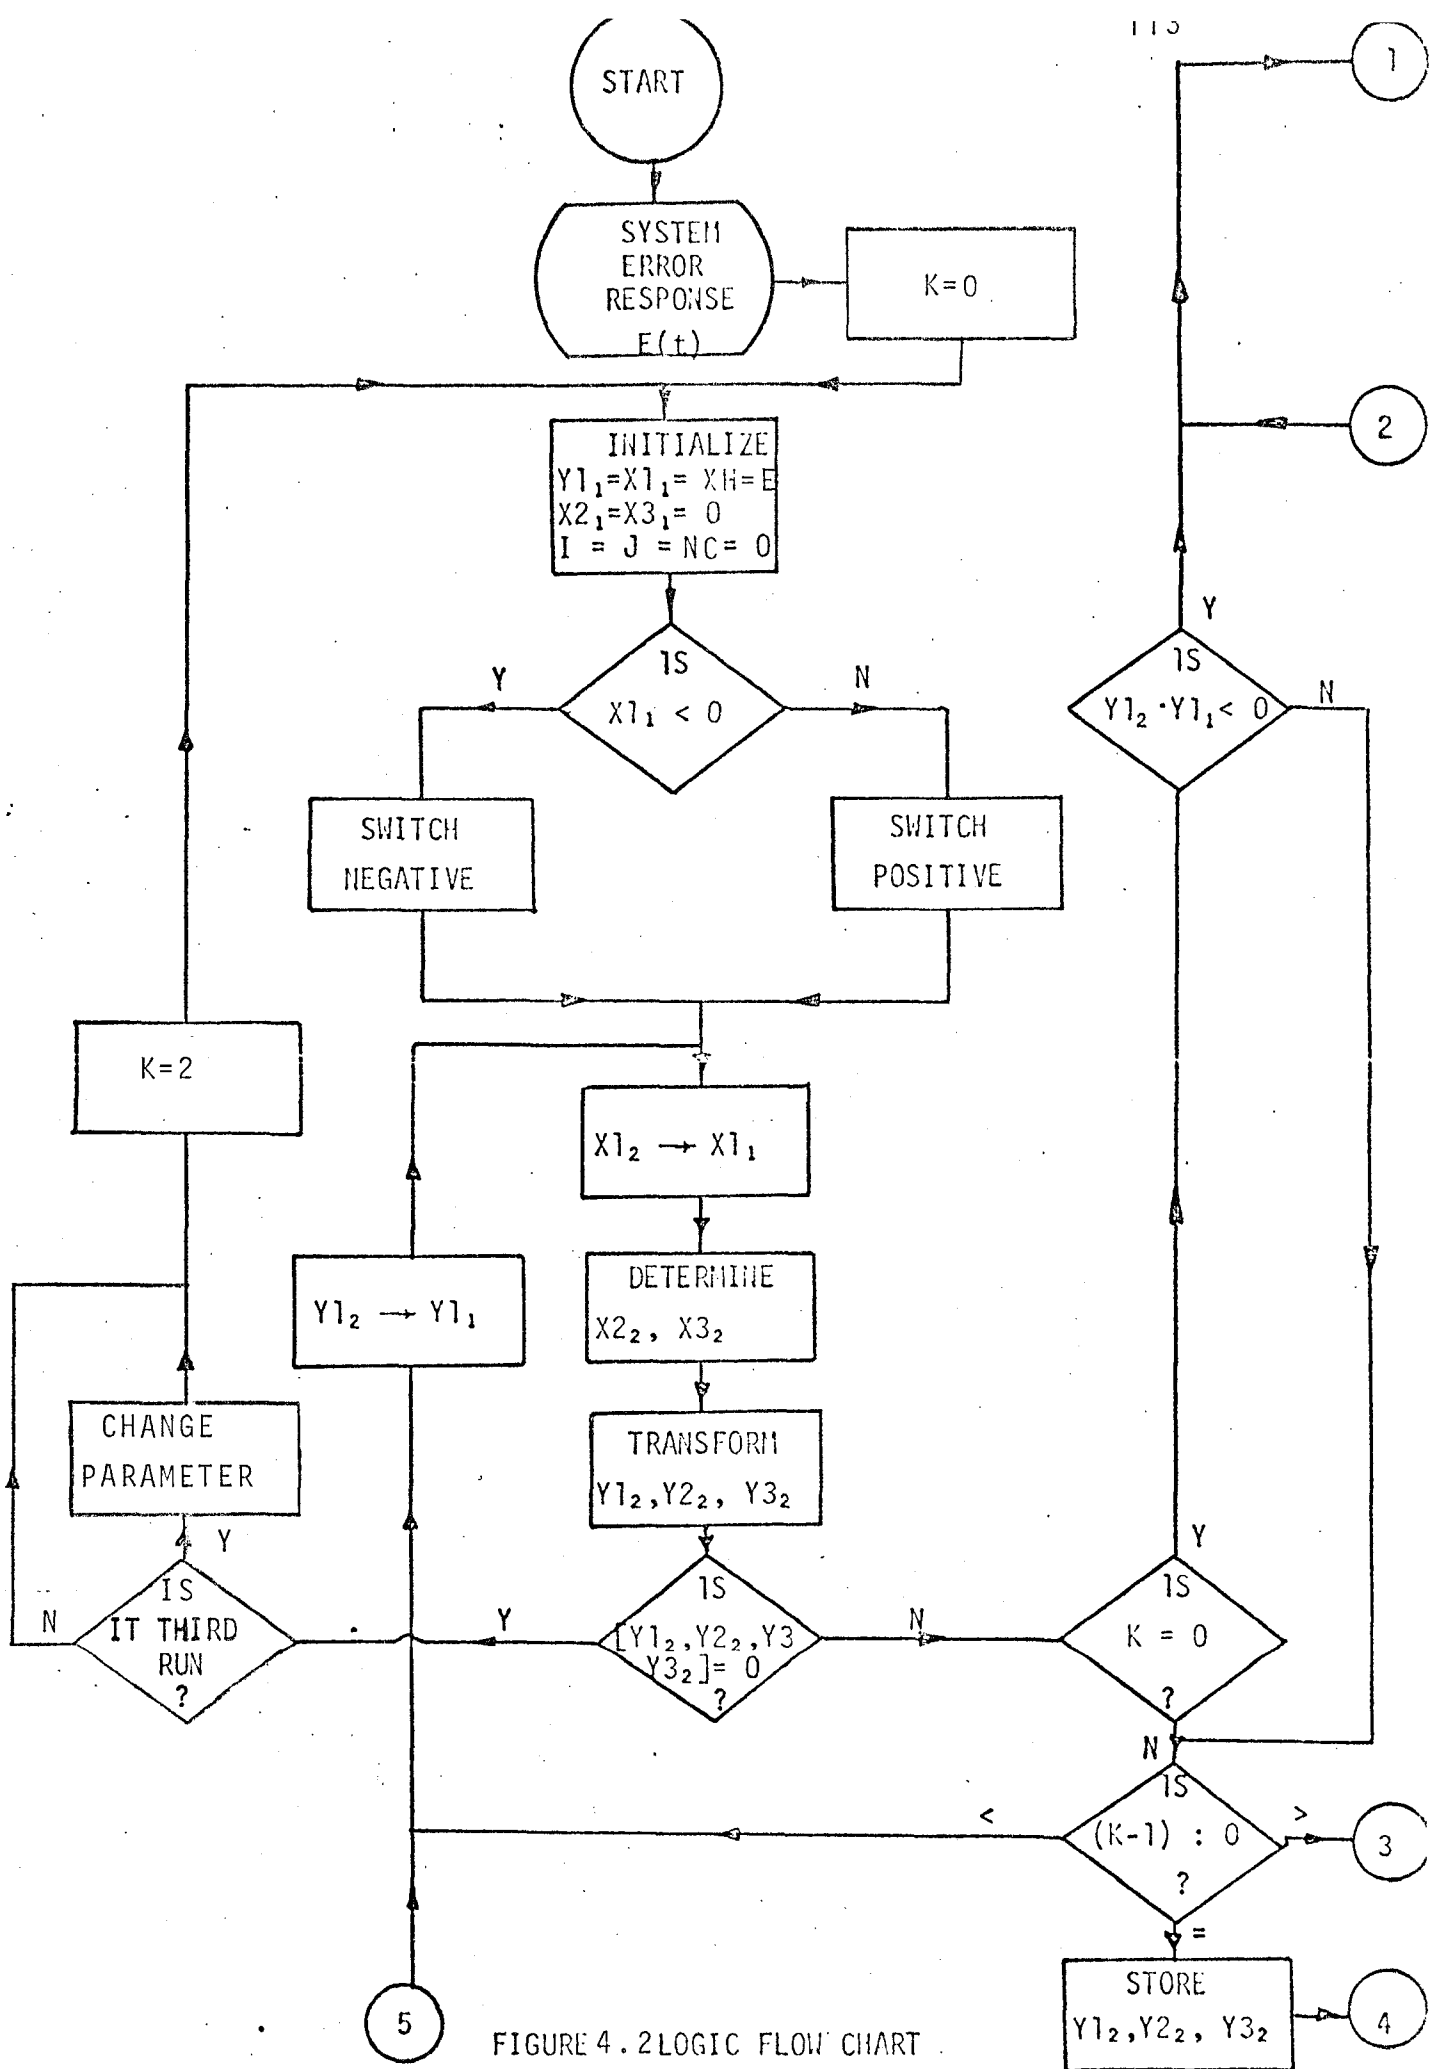 113
START
1
SYSTEM
ERROR
RESPONSE
E(t)
K=0
2
INITIALIZE
Y1₁=X1₁= XH=E
X2₁=X3₁= 0
I = J = NC= 0
Y
IS
X1₁ < 0
N
Y
IS
Y1₂·Y1₁< 0
N
SWITCH
NEGATIVE
SWITCH
POSITIVE
K=2
X1₂ → X1₁
Y1₂ → Y1₁
DETERMINE
X2₂, X3₂
CHANGE
PARAMETER
TRANSFORM
Y1₂,Y2₂, Y3₂
Y
N
IS
IT THIRD
RUN
?
Y
IS
[Y1₂,Y2₂,Y3
Y3₂]= 0
?
N
Y
IS
K = 0
?
N
<
IS
(K-1) : 0
?
>
3
=
STORE
Y1₂,Y2₂, Y3₂
4
5
FIGURE 4.2 LOGIC FLOW CHART